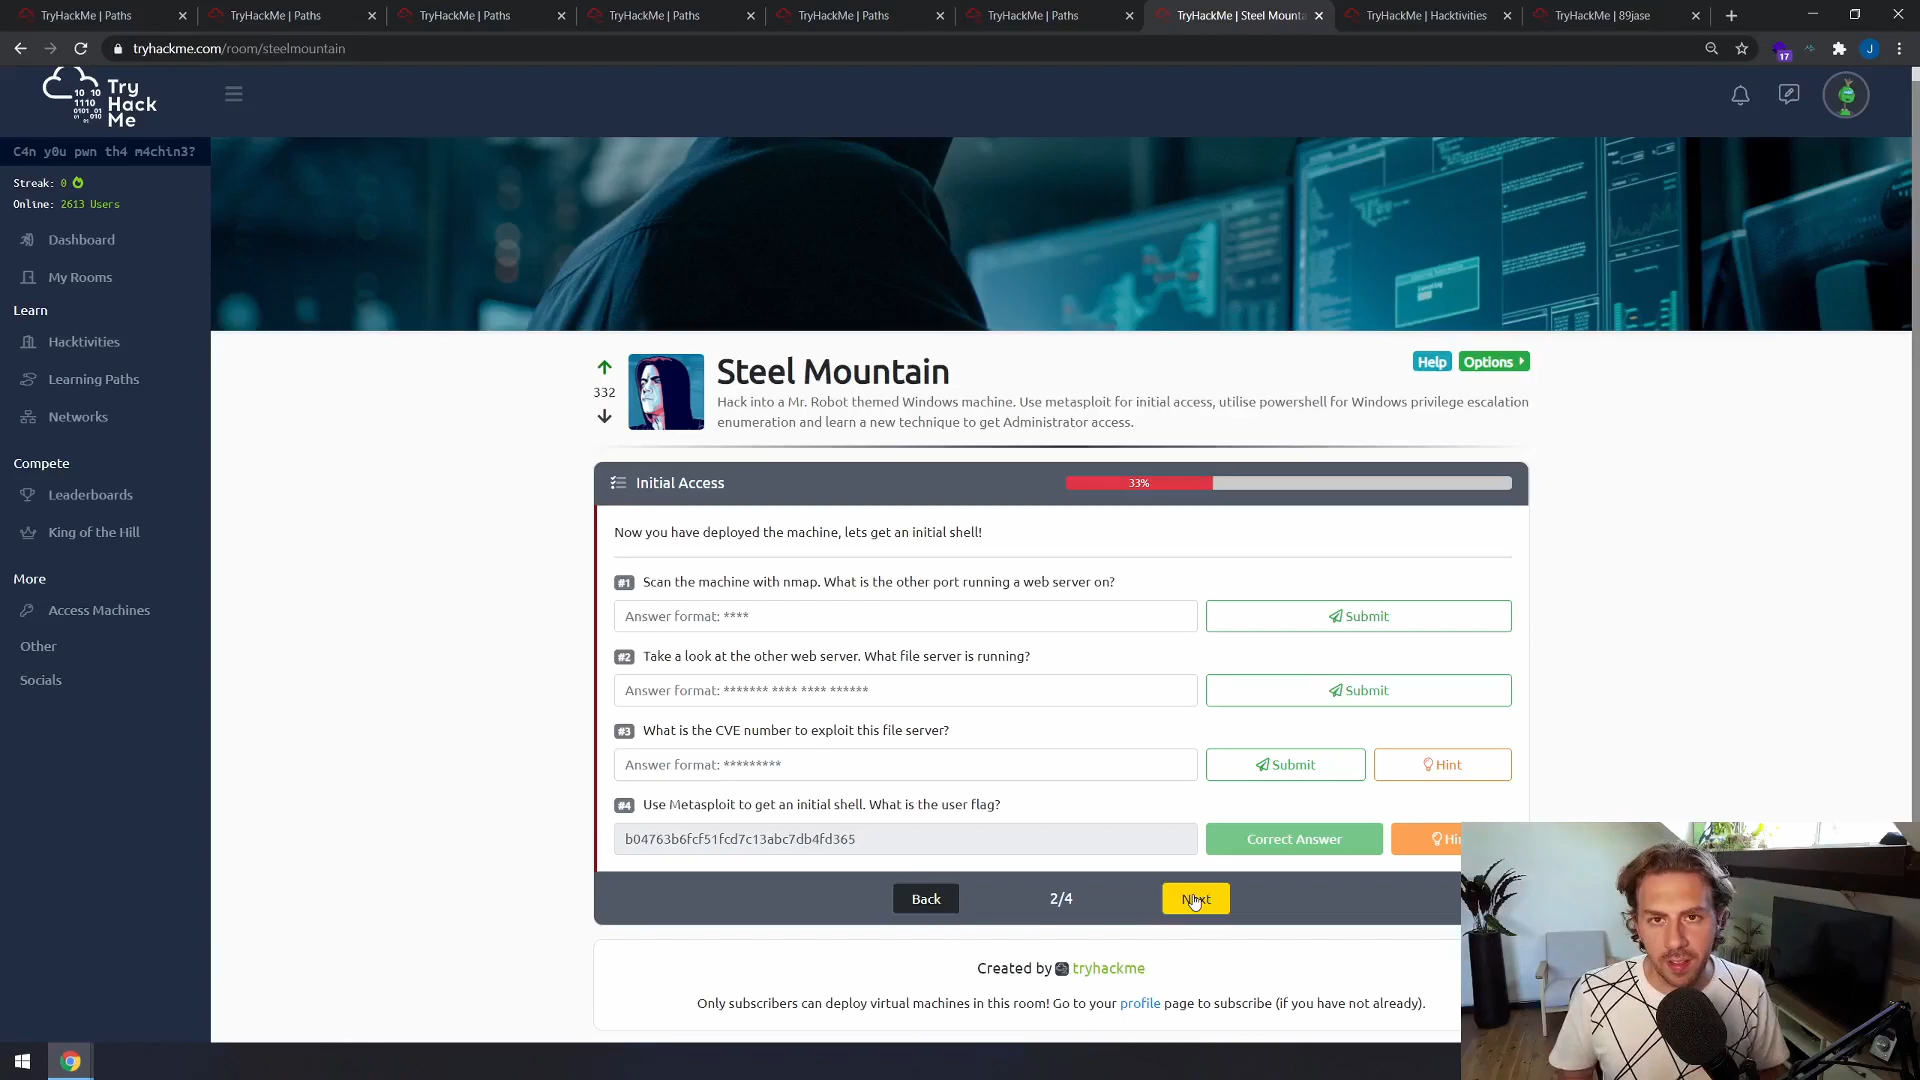 TryHackMe | Paths
TryHackMe | Paths
TryHackMe | Paths
TryHackMe | Paths
TryHackMe | Paths
TryHackMe | Paths
TryHackMe | Steel Mounta
TryHackMe | Hacktivities
TryHackMe | 89jase
tryhackme.com/room/steelmountain
17
J
Try
Hack
Me
C4n y0u pwn th4 m4chin3?
Streak: 0
Online: 2613 Users
Dashboard
My Rooms
Learn
Hacktivities
Learning Paths
Networks
Compete
Leaderboards
King of the Hill
More
Access Machines
Other
Socials
332
Steel Mountain
Help
Options
Hack into a Mr. Robot themed Windows machine. Use metasploit for initial access, utilise powershell for Windows privilege escalation
enumeration and learn a new technique to get Administrator access.
Initial Access
33%
Now you have deployed the machine, lets get an initial shell!
#1 Scan the machine with nmap. What is the other port running a web server on?
Answer format: ****
Submit
#2 Take a look at the other web server. What file server is running?
Answer format: ******* **** **** ******
Submit
#3 What is the CVE number to exploit this file server?
Answer format: *********
Submit
Hint
#4 Use Metasploit to get an initial shell. What is the user flag?
b04763b6fcf51fcd7c13abc7db4fd365
Correct Answer
Hi
Back
2/4
Next
Created by tryhackme
Only subscribers can deploy virtual machines in this room! Go to your profile page to subscribe (if you have not already).